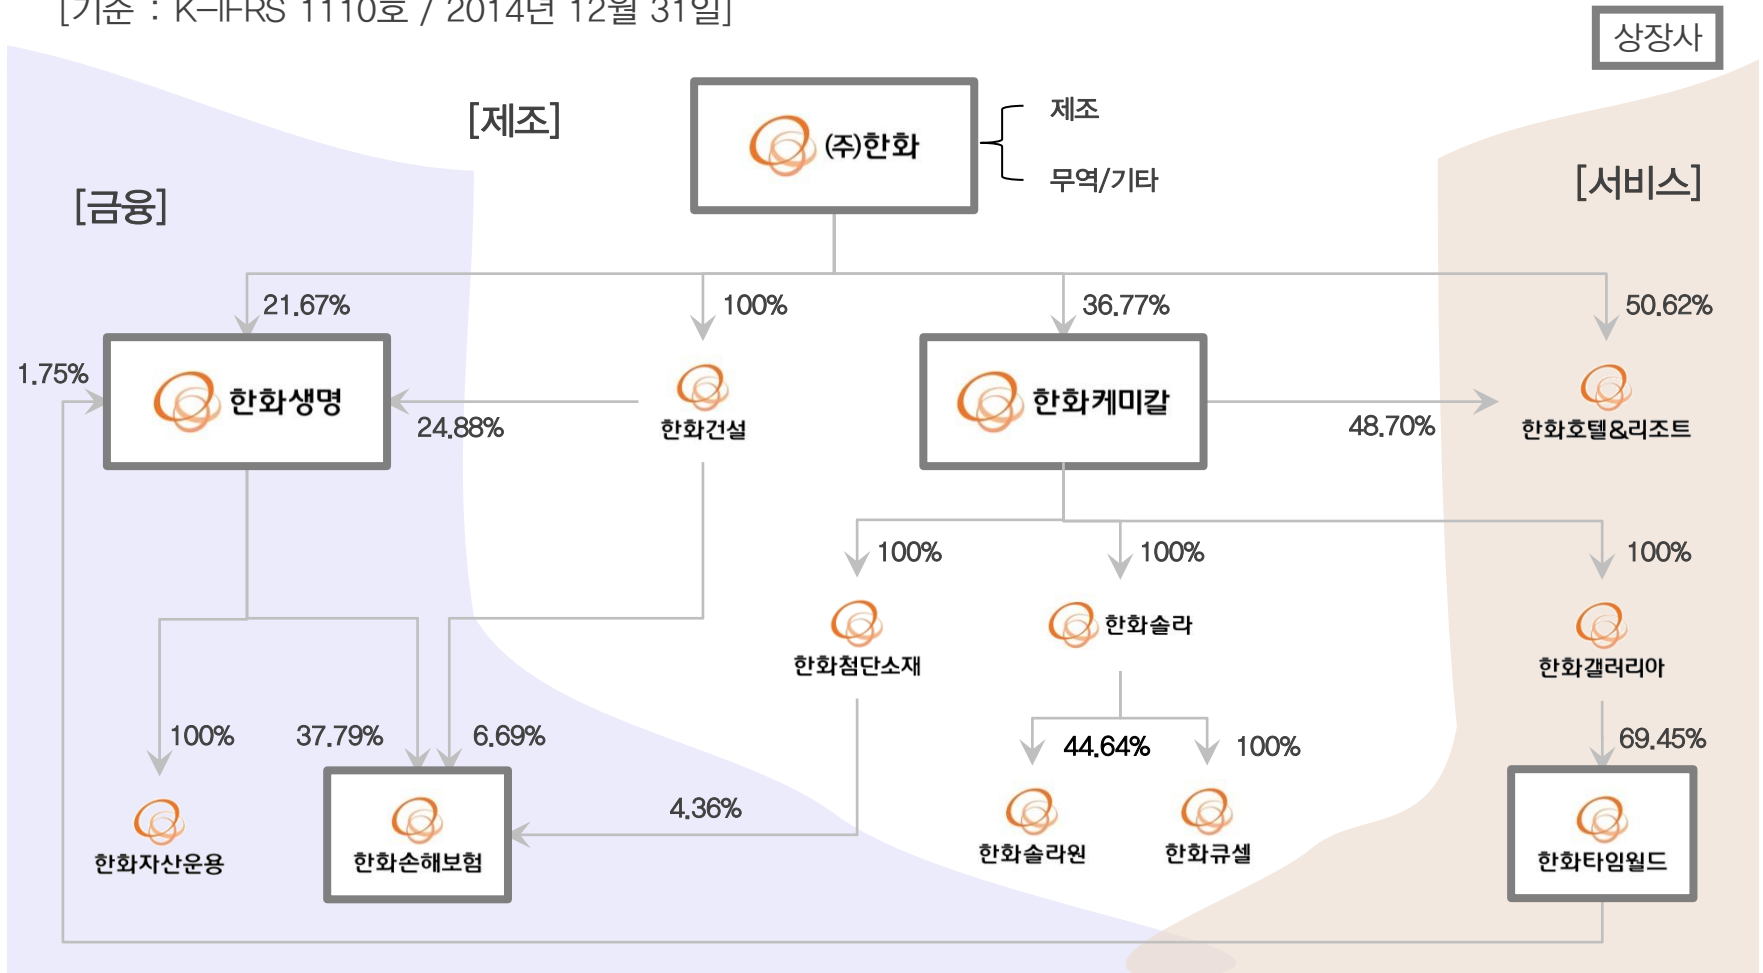 [기준 : K-IFRS 1110호 / 2014년 12월 31일]
상장사
[제조]
(주)한화
제조
무역/기타
[금융]
[서비스]
21.67%
100%
36.77%
50.62%
1.75%
한화생명
24.88%
한화건설
한화케미칼
48.70%
한화호텔&리조트
100%
100%
100%
한화첨단소재
한화솔라
한화갤러리아
100%
37.79%
6.69%
44.64%
100%
69.45%
4.36%
한화자산운용
한화손해보험
한화솔라원
한화큐셀
한화타임월드